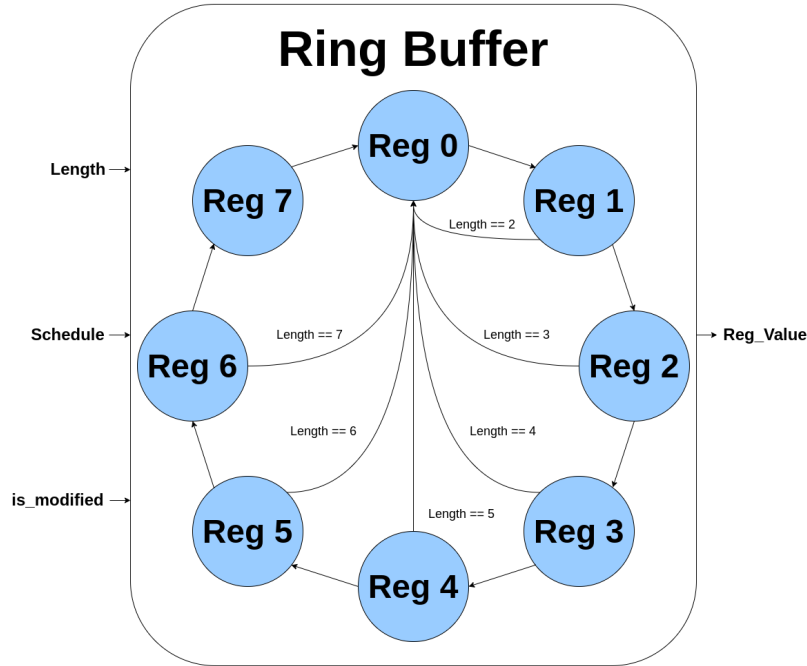 Ring Buffer
Reg 0
Reg 7
Reg 1
Length
Length == 2
Schedule
Length == 7
Length == 3
Reg_Value
Reg 6
Reg 2
Length == 6
Length == 4
is_modified
Length == 5
Reg 5
Reg 3
Reg 4